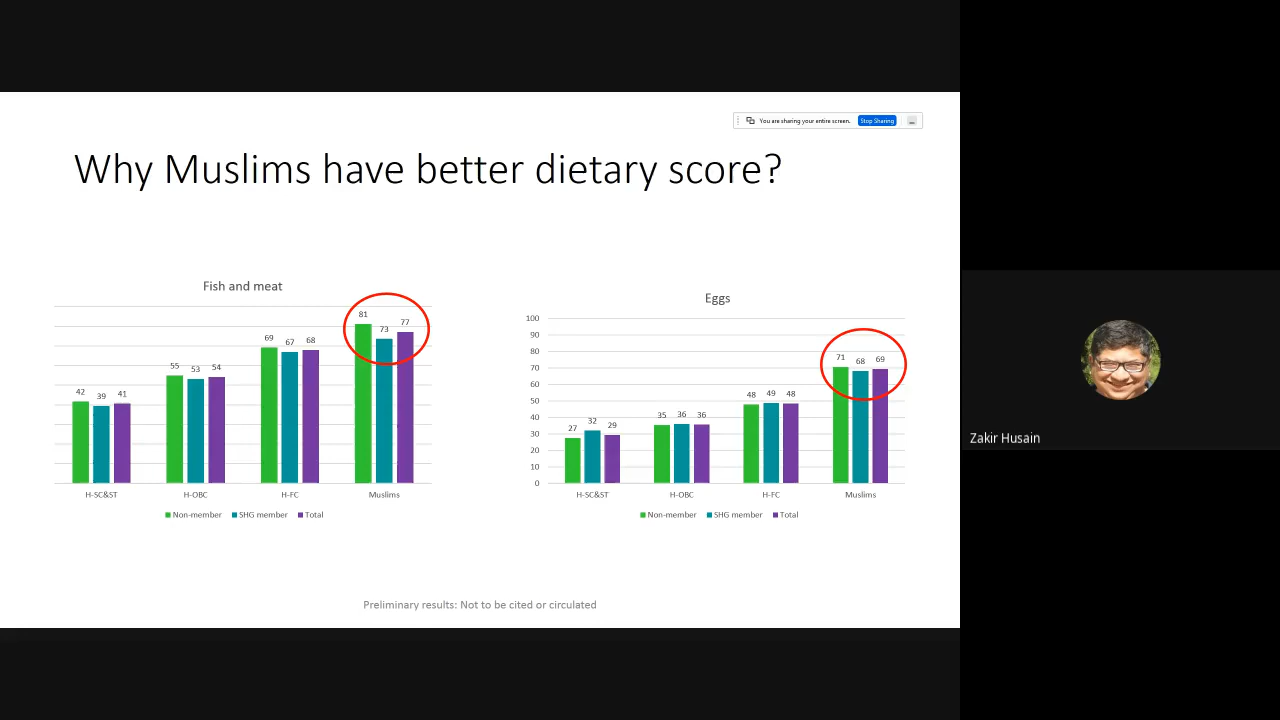 You are sharing your entire screen.
Stop Sharing
Why Muslims have better dietary score?
Fish and meat
81
73
77
69
67
68
55
53
54
42
39
41
H-SC&ST
H-OBC
H-FC
Muslims
Non-member
SHG member
Total
Eggs
100
90
80
70
60
50
40
30
20
10
0
27
32
29
35
36
36
48
49
48
71
68
69
H-SC&ST
H-OBC
H-FC
Muslims
Non-member
SHG member
Total
Preliminary results: Not to be cited or circulated
Zakir Husain